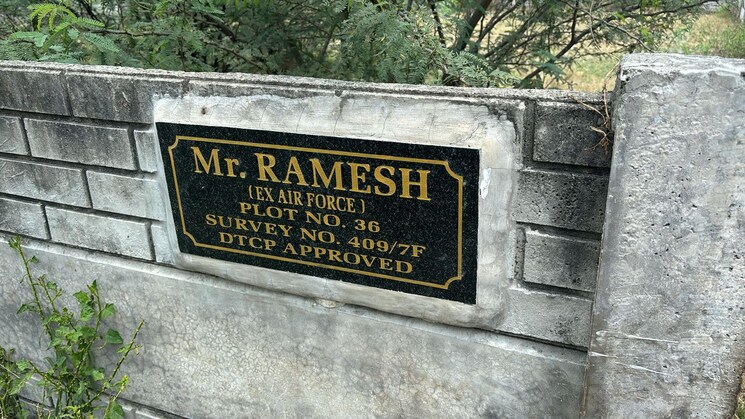 Mr. RAMESH
(EX AIR FORCE)
PLOT NO. 36
SURVEY NO. 409/7F
DTCP APPROVED